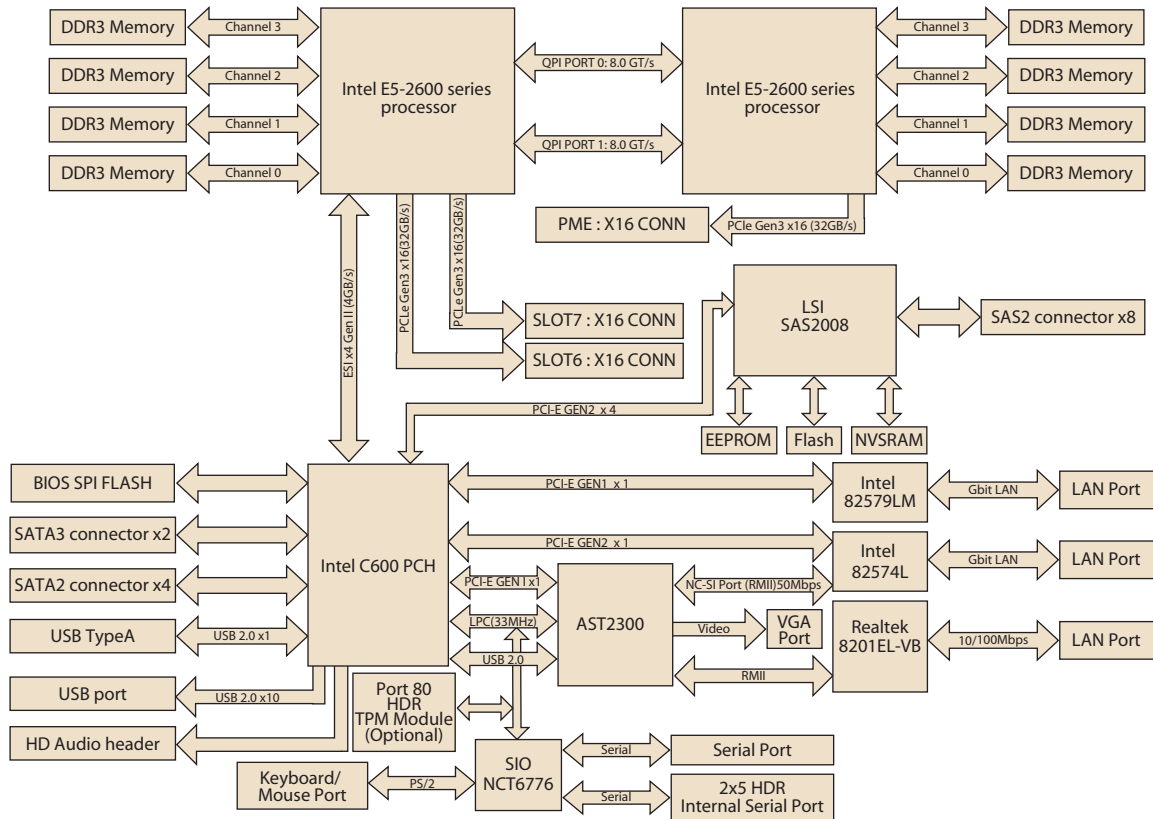 DDR3 Memory
Channel 3
DDR3 Memory
Channel 2
DDR3 Memory
Channel 1
DDR3 Memory
Channel 0
Intel E5-2600 series
processor
QPI PORT 0: 8.0 GT/s
QPI PORT 1: 8.0 GT/s
Intel E5-2600 series
processor
Channel 3
DDR3 Memory
Channel 2
DDR3 Memory
Channel 1
DDR3 Memory
Channel 0
DDR3 Memory
PME : X16 CONN
PCIe Gen3 x16 (32GB/s)
ESI x4 Gen II (4GB/s)
PCLe Gen3 x16(32GB/s)
PCLe Gen3 x16(32GB/s)
SLOT7 : X16 CONN
SLOT6 : X16 CONN
LSI
SAS2008
SAS2 connector x8
PCI-E GEN2 x 4
EEPROM
Flash
NVSRAM
BIOS SPI FLASH
SATA3 connector x2
SATA2 connector x4
USB TypeA
USB 2.0 x1
USB port
USB 2.0 x10
HD Audio header
Intel C600 PCH
PCI-E GEN1 x 1
Intel
82579LM
Gbit LAN
LAN Port
PCI-E GEN2 x 1
Intel
82574L
Gbit LAN
LAN Port
PCI-E GEN I x1
LPC(33MHz)
USB 2.0
AST2300
NC-SI Port (RMII)50Mbps
Video
VGA
Port
RMII
Realtek
8201EL-VB
10/100Mbps
LAN Port
Port 80
HDR
TPM Module
(Optional)
SIO
NCT6776
Keyboard/
Mouse Port
PS/2
Serial
Serial Port
Serial
2x5 HDR
Internal Serial Port